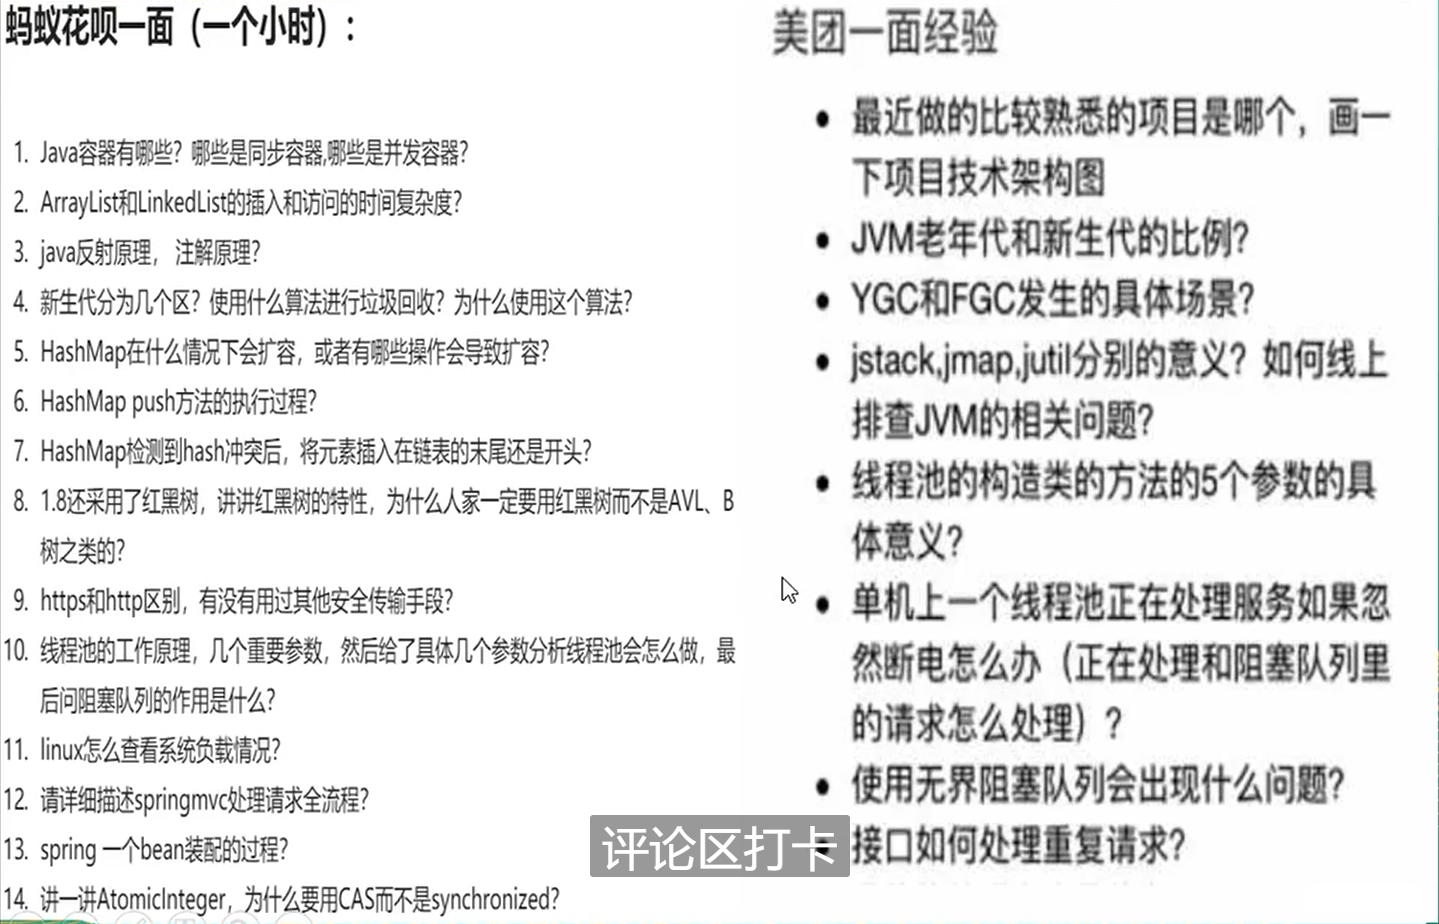 蚂蚁花呗一面（一个小时）：
1. Java容器有哪些？哪些是同步容器,哪些是并发容器？
2. ArrayList和LinkedList的插入和访问的时间复杂度？
3. java反射原理， 注解原理？
4. 新生代分为几个区？使用什么算法进行垃圾回收？为什么使用这个算法？
5. HashMap在什么情况下会扩容，或者有哪些操作会导致扩容？
6. HashMap push方法的执行过程？
7. HashMap检测到hash冲突后，将元素插入在链表的末尾还是开头？
8. 1.8还采用了红黑树，讲讲红黑树的特性，为什么人家一定要用红黑树而不是AVL、B
树之类的？
9. https和http区别，有没有用过其他安全传输手段？
10. 线程池的工作原理，几个重要参数，然后给了具体几个参数分析线程池会怎么做，最
后问阻塞队列的作用是什么？
11. linux怎么查看系统负载情况？
12. 请详细描述springmvc处理请求全流程？
13. spring 一个bean装配的过程？
14. 讲一讲AtomicInteger，为什么要用CAS而不是synchronized？
美团一面经验
• 最近做的比较熟悉的项目是哪个，画一
下项目技术架构图
• JVM老年代和新生代的比例？
• YGC和FGC发生的具体场景？
• jstack,jmap,jutil分别的意义？如何线上
排查JVM的相关问题？
• 线程池的构造类的方法的5个参数的具
体意义？
• 单机上一个线程池正在处理服务如果忽
然断电怎么办（正在处理和阻塞队列里
的请求怎么处理）？
• 使用无界阻塞队列会出现什么问题？
• 接口如何处理重复请求？
评论区打卡